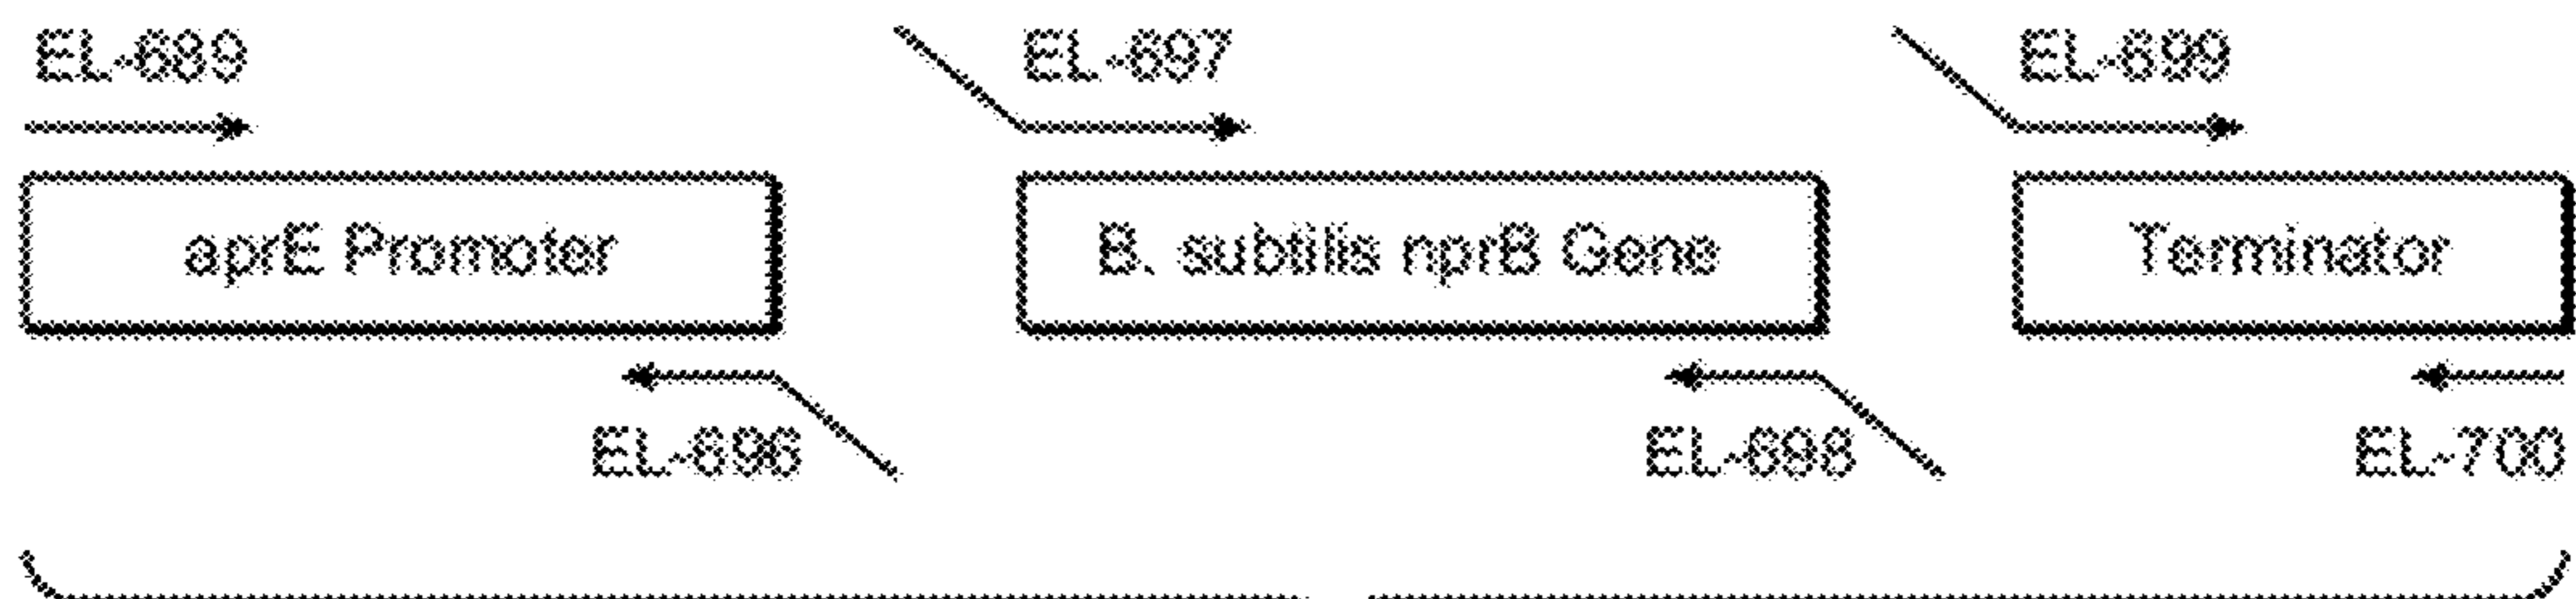 EL-689 EL-697 EL-699
aprE Promoter B. subtilis nprB Gene Terminator
EL-696 EL-698 EL-700